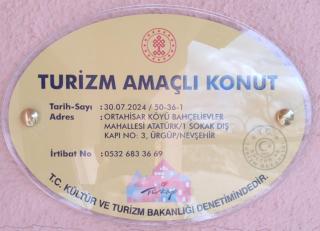 TURİZM AMAÇLI KONUT
Tarih-Sayı : 30.07.2024 / 50-36-1
Adres : ORTAHİSAR KÖYÜ BAHÇELİEVLER
MAHALLESİ ATATÜRK/1 SOKAK DIŞ
KAPI NO: 3, ÜRGÜP/NEVŞEHİR
İrtibat No : 0532 683 36 69
Türkiye
T.C. KÜLTÜR VE TURİZM BAKANLIĞI DENETİMİNDEDİR.